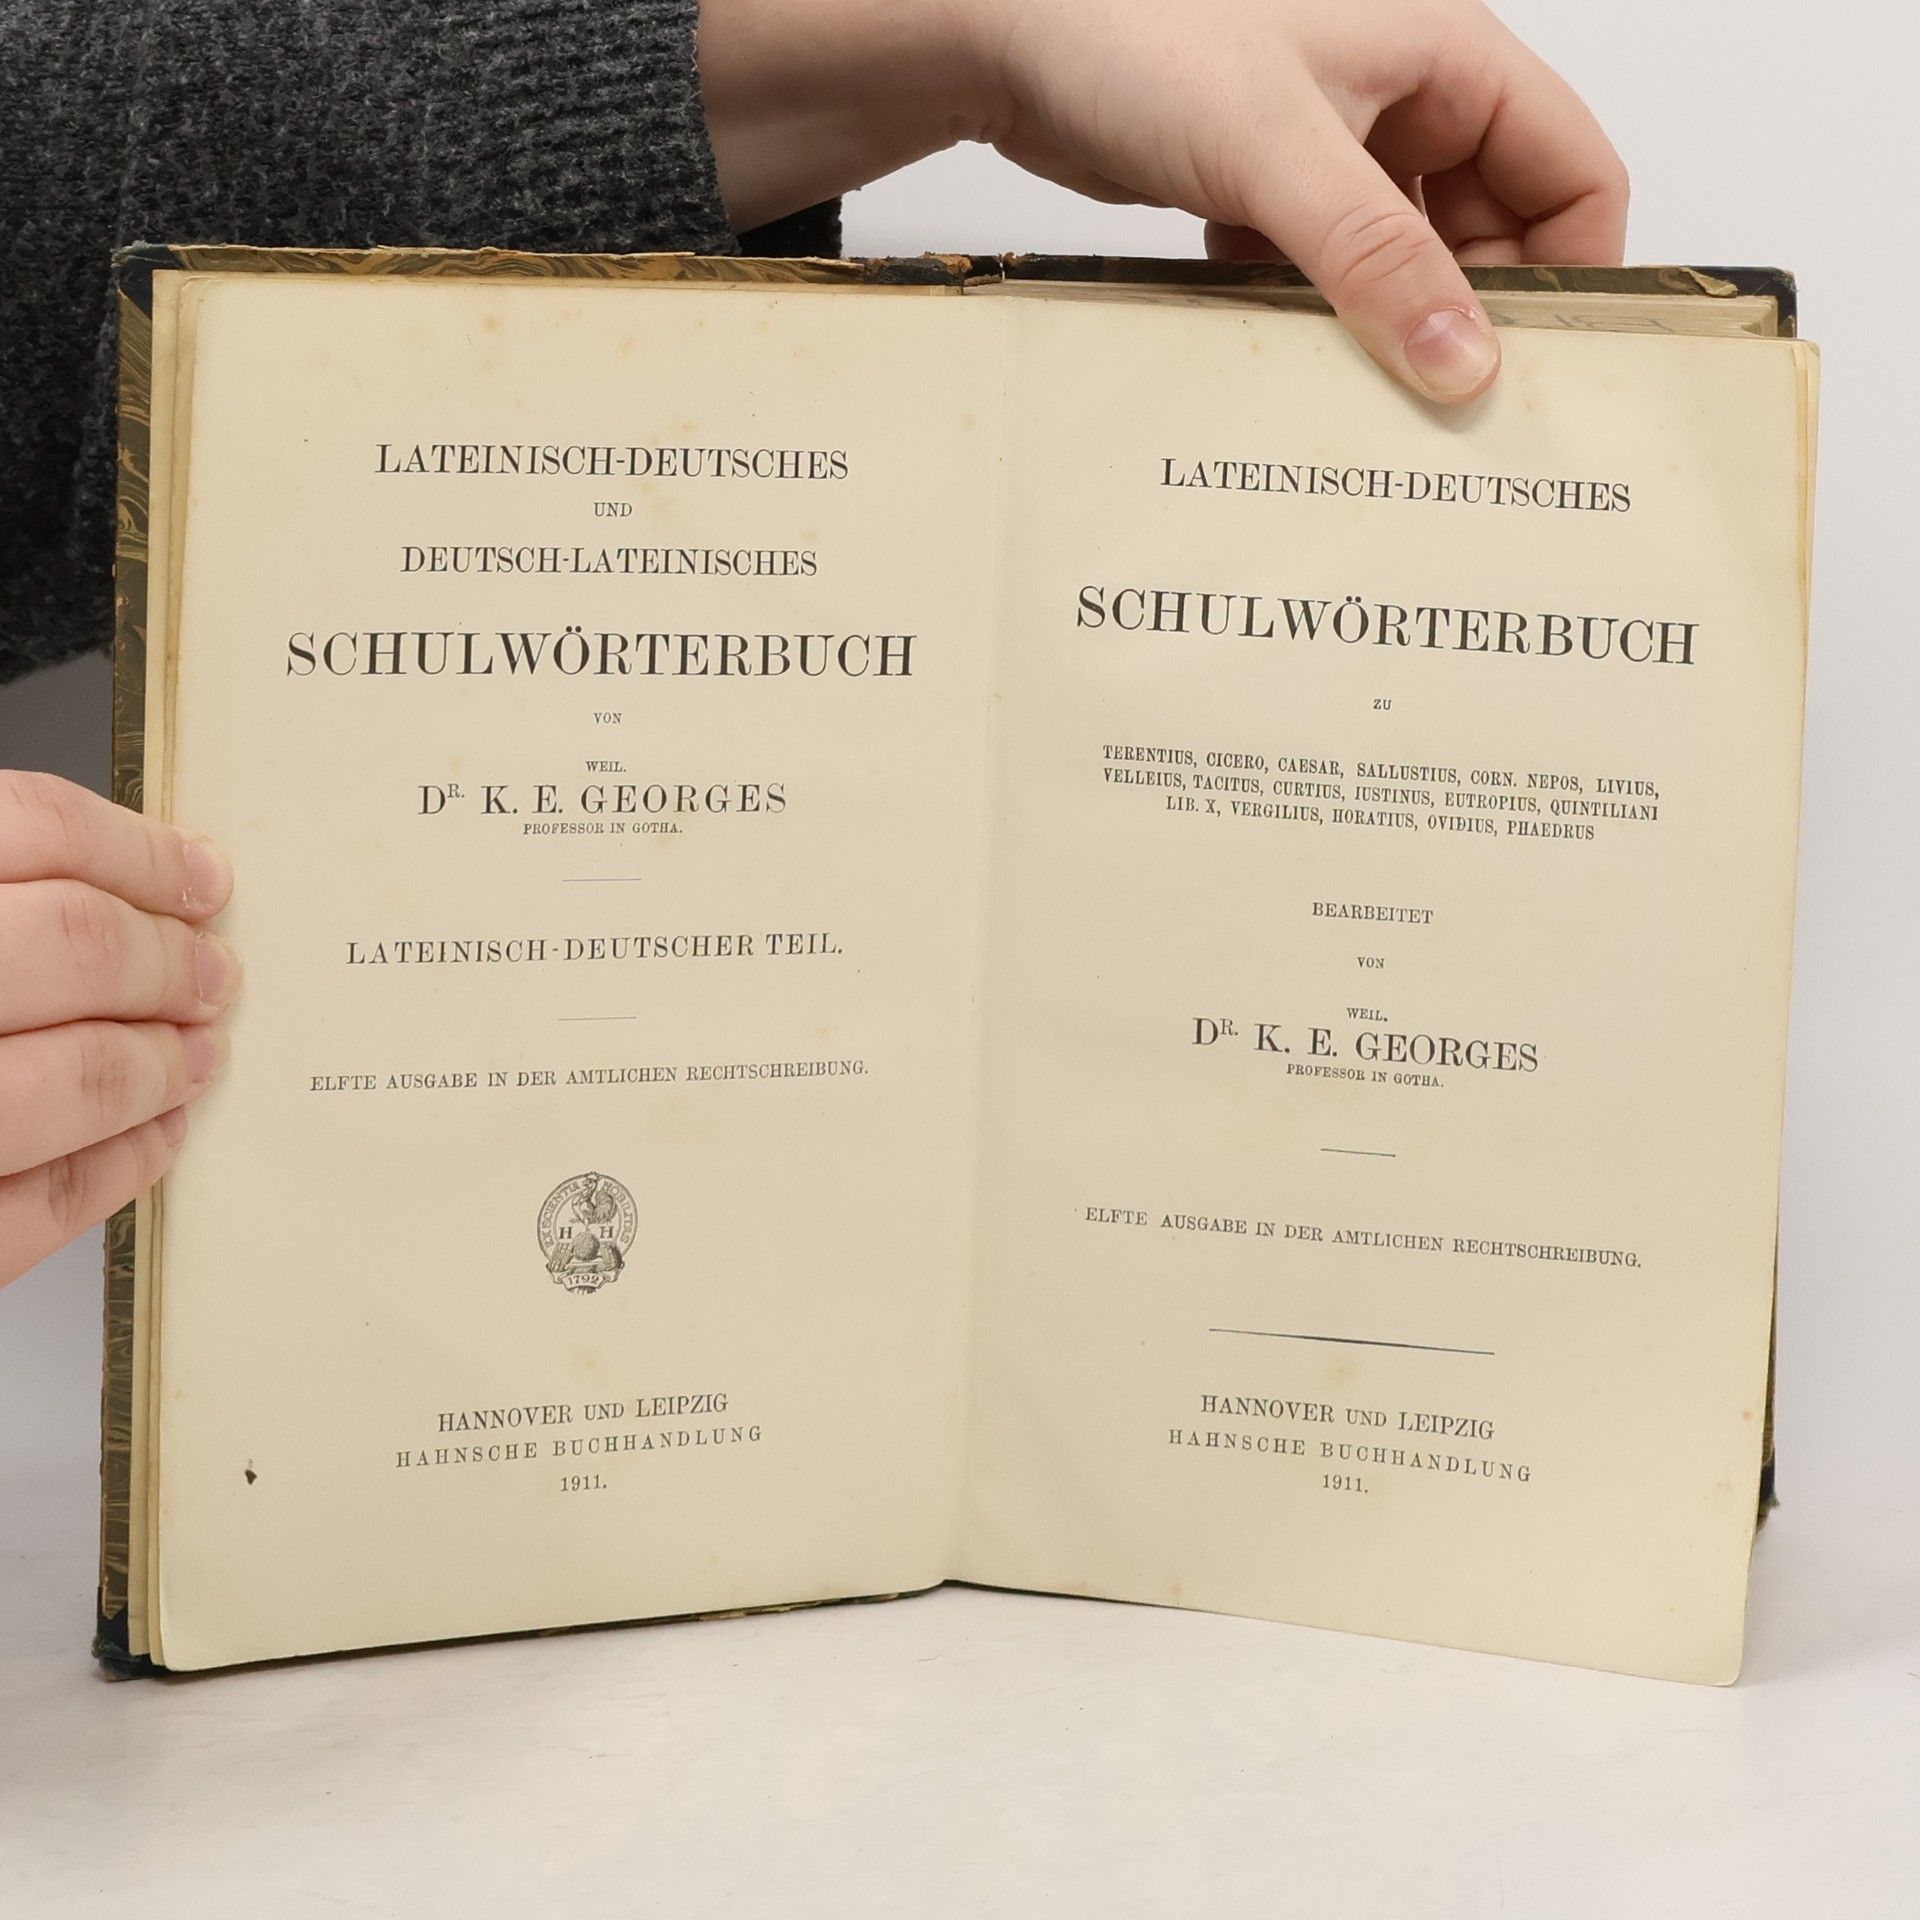 LATEINISCH-DEUTSCHES
UND
DEUTSCH-LATEINISCHES
SCHULWÖRTERBUCH
VON
WEIL.
DR. K. E. GEORGES
PROFESSOR IN GOTHA.
LATEINISCH-DEUTSCHER TEIL.
ELFTE AUSGABE IN DER AMTLICHEN RECHTSCHREIBUNG.
EX SCIENTIA NOBILITAS
H H
1792
HANNOVER UND LEIPZIG
HAHNSCHE BUCHHANDLUNG
1911.
LATEINISCH-DEUTSCHES
SCHULWÖRTERBUCH
ZU
TERENTIUS, CICERO, CAESAR, SALLUSTIUS, CORN. NEPOS, LIVIUS,
VELLEIUS, TACITUS, CURTIUS, IUSTINUS, EUTROPIUS, QUINTILIANI
LIB. X, VERGILIUS, HORATIUS, OVIDIUS, PHAEDRUS
BEARBEITET
VON
WEIL.
DR. K. E. GEORGES
PROFESSOR IN GOTHA.
ELFTE AUSGABE IN DER AMTLICHEN RECHTSCHREIBUNG.
HANNOVER UND LEIPZIG
HAHNSCHE BUCHHANDLUNG
1911.